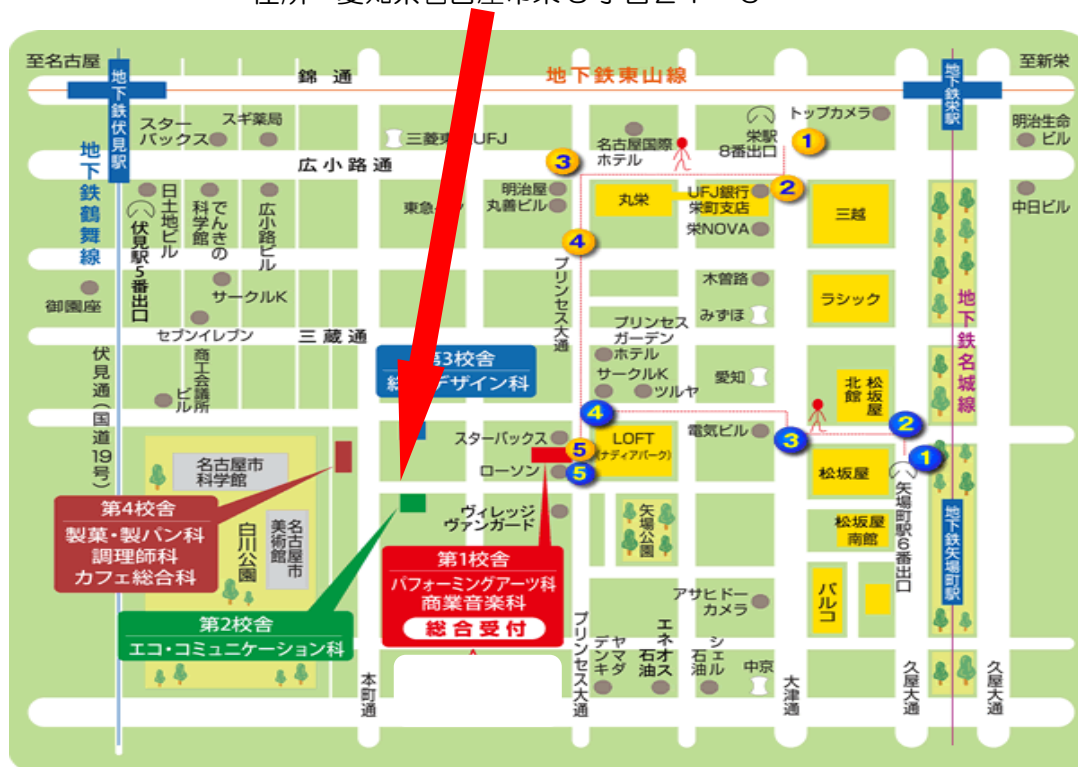 至名古屋
錦通
地下鉄東山線
至新栄
地下鉄伏見駅
地下鉄栄駅
スター
バックス
スギ薬局
三菱東
UFJ
名古屋国際
ホテル
栄駅
8番出口
トップカメラ
1
明治生命
ビル
地下鉄鶴舞線
広小路通
3
2
日土地ビル
でんきの
科学館
広小路ビル
東急
明治屋
丸善ビル
丸栄
UFJ銀行
栄町支店
栄NOVA
三越
中日ビル
伏見駅5番出口
4
プリンセス大通
御園座
サークルK
木曽路
ラシック
地下鉄名城線
セブンイレブン
三蔵通
みずほ
プリンセス
ガーデン
ホテル
伏見通(国道19号)
商工会議所
ビル
第3校舎
デザイン科
サークルK
ツルヤ
愛知
松坂屋
北館
4
3
2
1
スターバックス
5
LOFT
(ナディアパーク)
電気ビル
松坂屋
矢場町駅6番出口
名古屋市
科学館
ローソン
5
第4校舎
製菓・製パン科
調理師科
カフェ総合科
白川公園
名古屋市
美術館
ヴィレッジ
ヴァンガード
矢場公園
松坂屋
南館
地下鉄矢場町駅
第1校舎
パフォーミングアーツ科
商業音楽科
総合受付
アサヒドー
カメラ
パルコ
第2校舎
エコ・コミュニケーション科
本町通
プリンセス大通
ヤマダ
デンキ
エネオス
石油
シェル
石油
中京
大津通
久屋大通
久屋大通